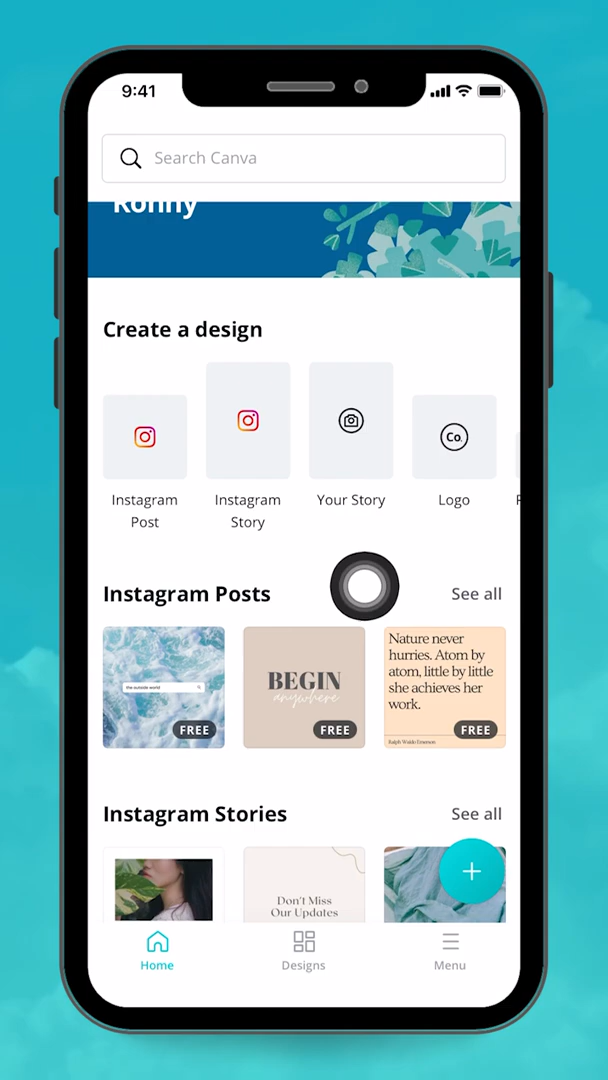 9:41
Search Canva
Ronny
Create a design
Co.
Instagram
Post
Instagram
Story
Your Story
Logo
Instagram Posts
See all
the outside world
FREE
BEGIN
anywhere
FREE
Nature never
hurries. Atom by
atom, little by little
she achieves her
work.
Ralph Waldo Emerson
FREE
Instagram Stories
See all
Don't Miss
Our Updates
Home
Designs
Menu